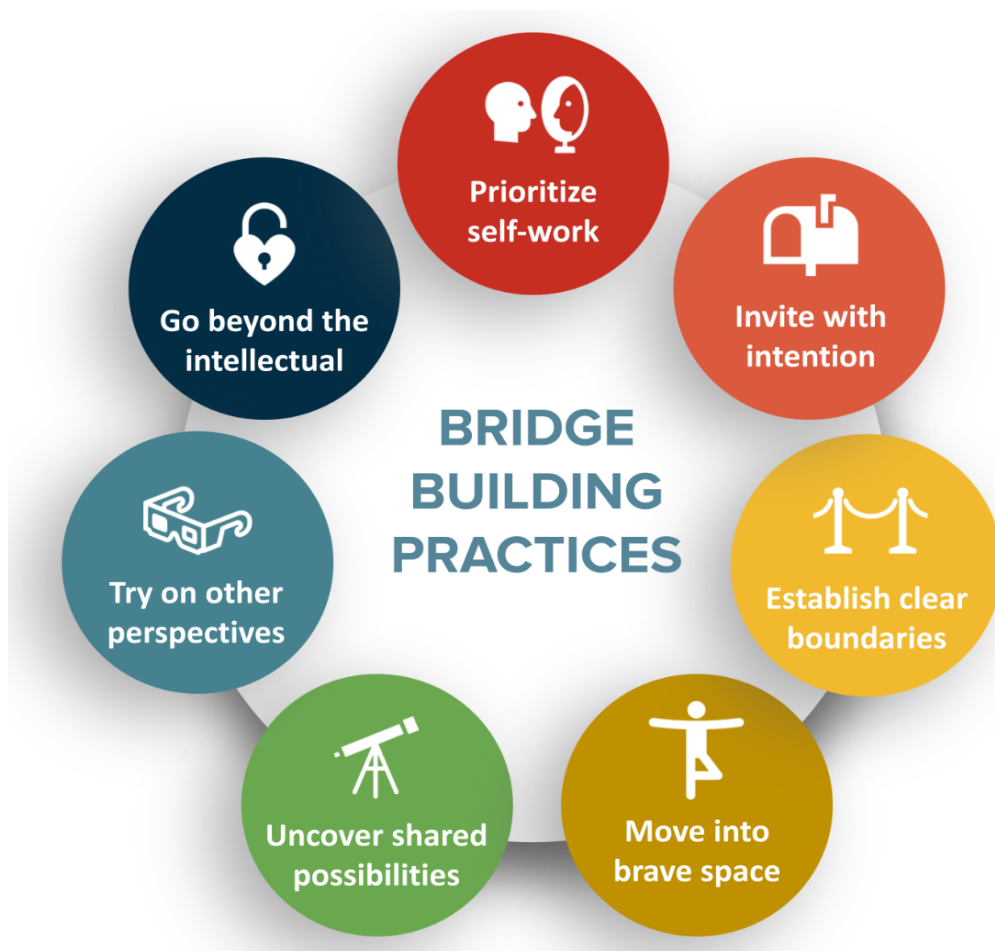 Prioritize
self-work
Invite with
intention
Establish clear
boundaries
Move into
brave space
Uncover shared
possibilities
Try on other
perspectives
Go beyond the
intellectual
BRIDGE
BUILDING
PRACTICES